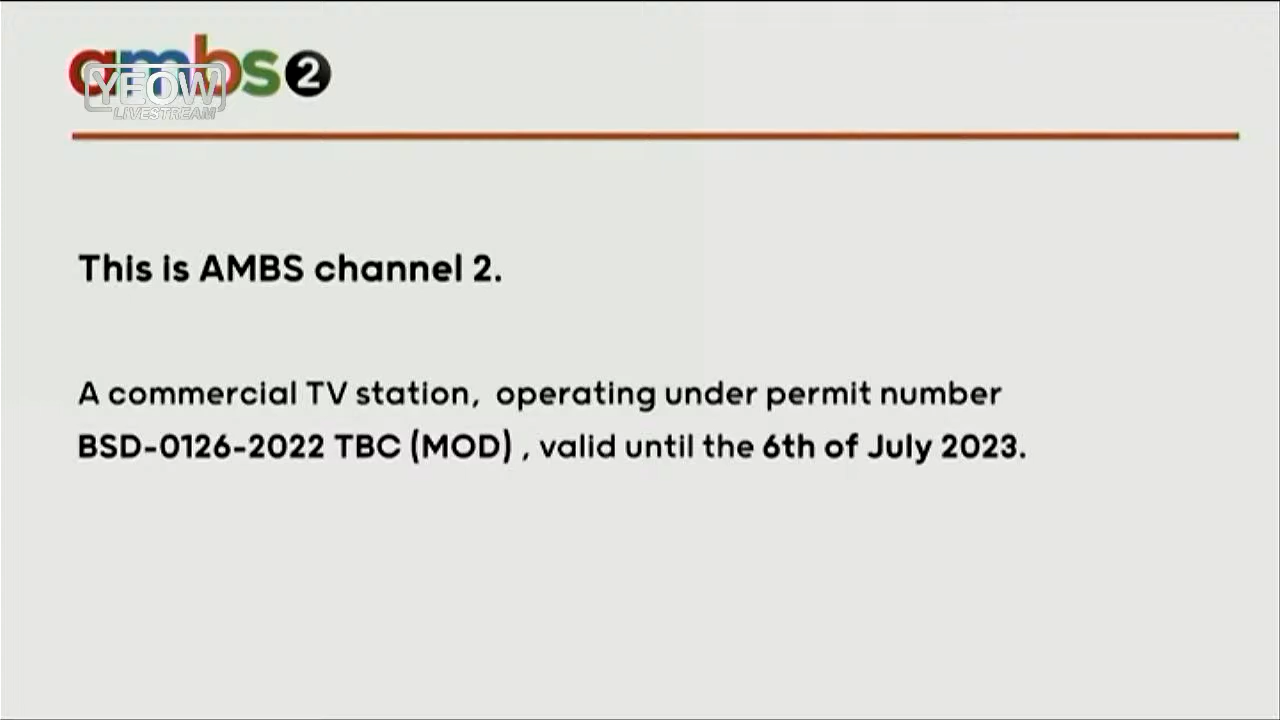 ambs 2
YEOW
LIVESTREAM
This is AMBS channel 2.
A commercial TV station, operating under permit number
BSD-0126-2022 TBC (MOD) , valid until the 6th of July 2023.